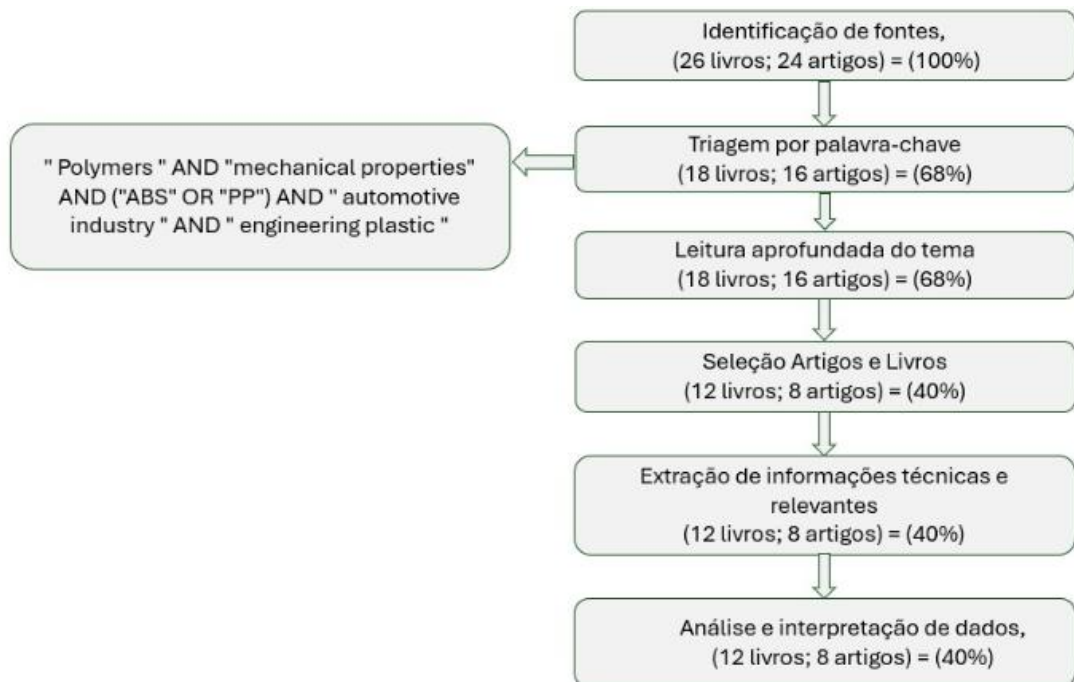 Identificação de fontes,
(26 livros; 24 artigos) = (100%)
Triagem por palavra-chave
(18 livros; 16 artigos) = (68%)
" Polymers " AND "mechanical properties"
AND ("ABS" OR "PP") AND " automotive
industry " AND " engineering plastic "
Leitura aprofundada do tema
(18 livros; 16 artigos) = (68%)
Seleção Artigos e Livros
(12 livros; 8 artigos) = (40%)
Extração de informações técnicas e
relevantes
(12 livros; 8 artigos) = (40%)
Análise e interpretação de dados,
(12 livros; 8 artigos) = (40%)